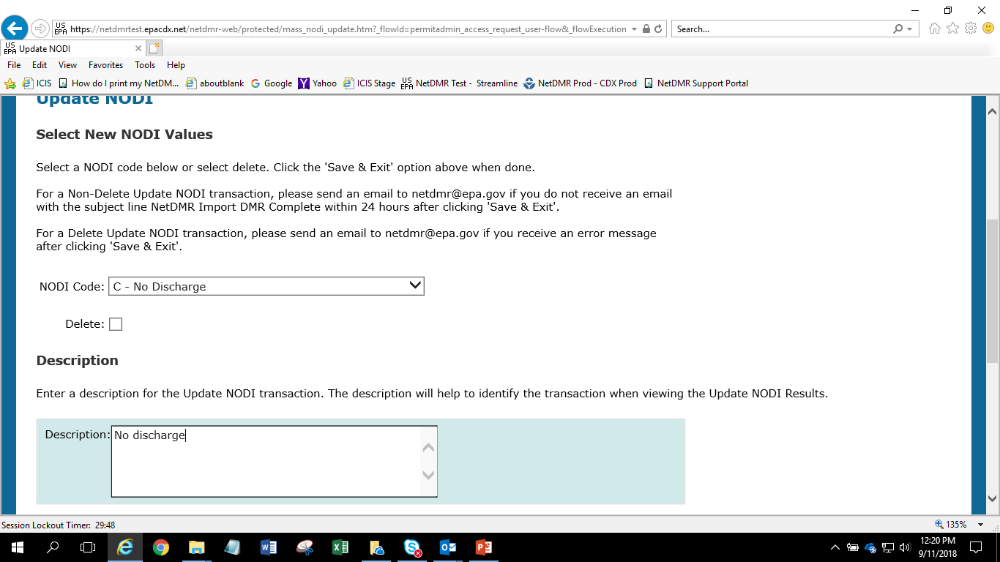 US
EPA
https://netdmrtest.epacdx.net/netdmr-web/protected/mass_nodi_update.htm?_flowId=permitadmin_access_request_user-flow&_flowExecution
Search...
US
EPA Update NODI
File Edit View Favorites Tools Help
ICIS How do I print my NetDM... aboutblank Google Yahoo ICIS Stage US EPA NetDMR Test - Streamline NetDMR Prod - CDX Prod NetDMR Support Portal
Update NODI
Select New NODI Values
Select a NODI code below or select delete. Click the 'Save & Exit' option above when done.
For a Non-Delete Update NODI transaction, please send an email to netdmr@epa.gov if you do not receive an email
with the subject line NetDMR Import DMR Complete within 24 hours after clicking 'Save & Exit'.
For a Delete Update NODI transaction, please send an email to netdmr@epa.gov if you receive an error message
after clicking 'Save & Exit'.
NODI Code: C - No Discharge
Delete:
Description
Enter a description for the Update NODI transaction. The description will help to identify the transaction when viewing the Update NODI Results.
Description: No discharge
Session Lockout Timer: 29:48
135%
12:20 PM
9/11/2018